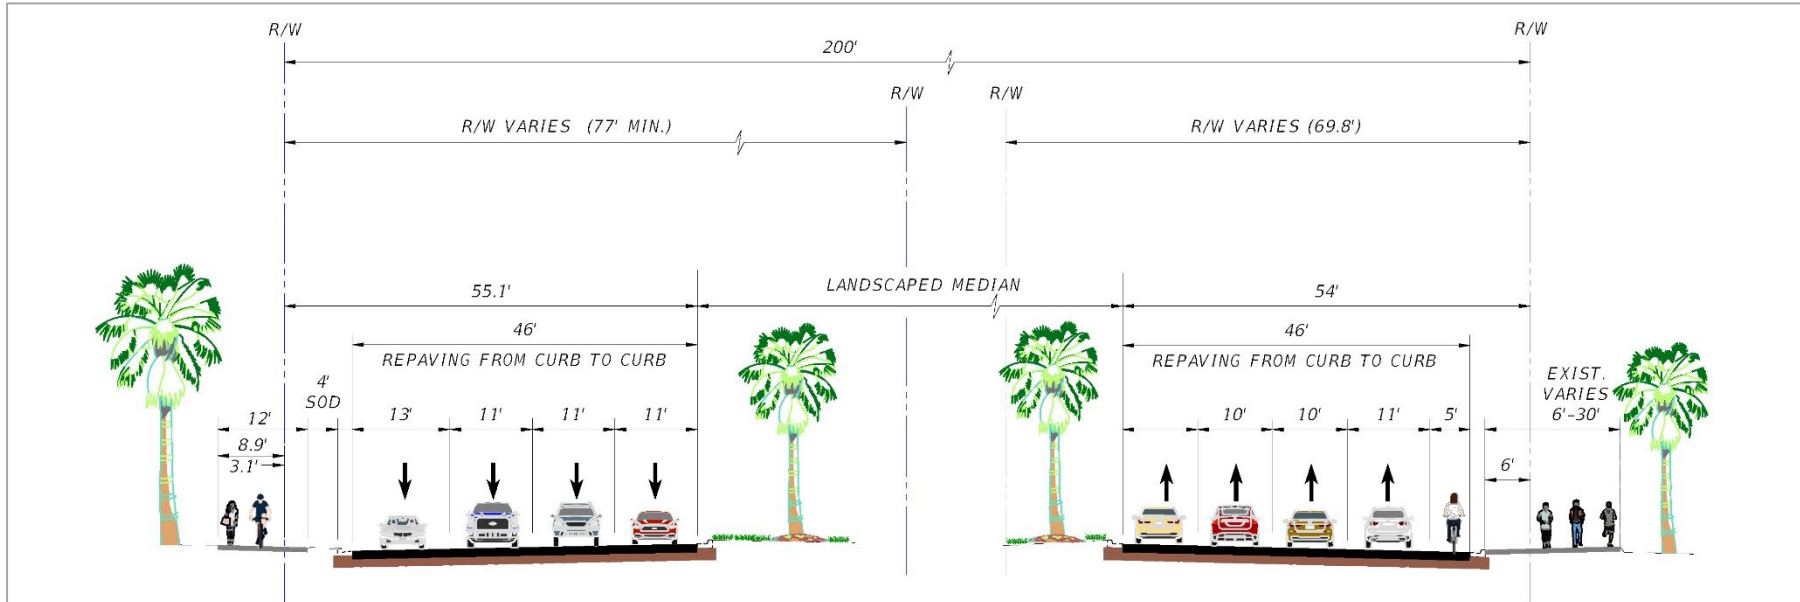 R/W
R/W
200'
R/W
R/W
R/W VARIES (77' MIN.)
R/W VARIES (69.8')
55.1'
LANDSCAPED MEDIAN
54'
46'
REPAVING FROM CURB TO CURB
46'
REPAVING FROM CURB TO CURB
4'
SOD
EXIST.
VARIES
6'-30'
12'
13'
11'
11'
11'
10'
10'
11'
5'
8.9'
3.1'
6'